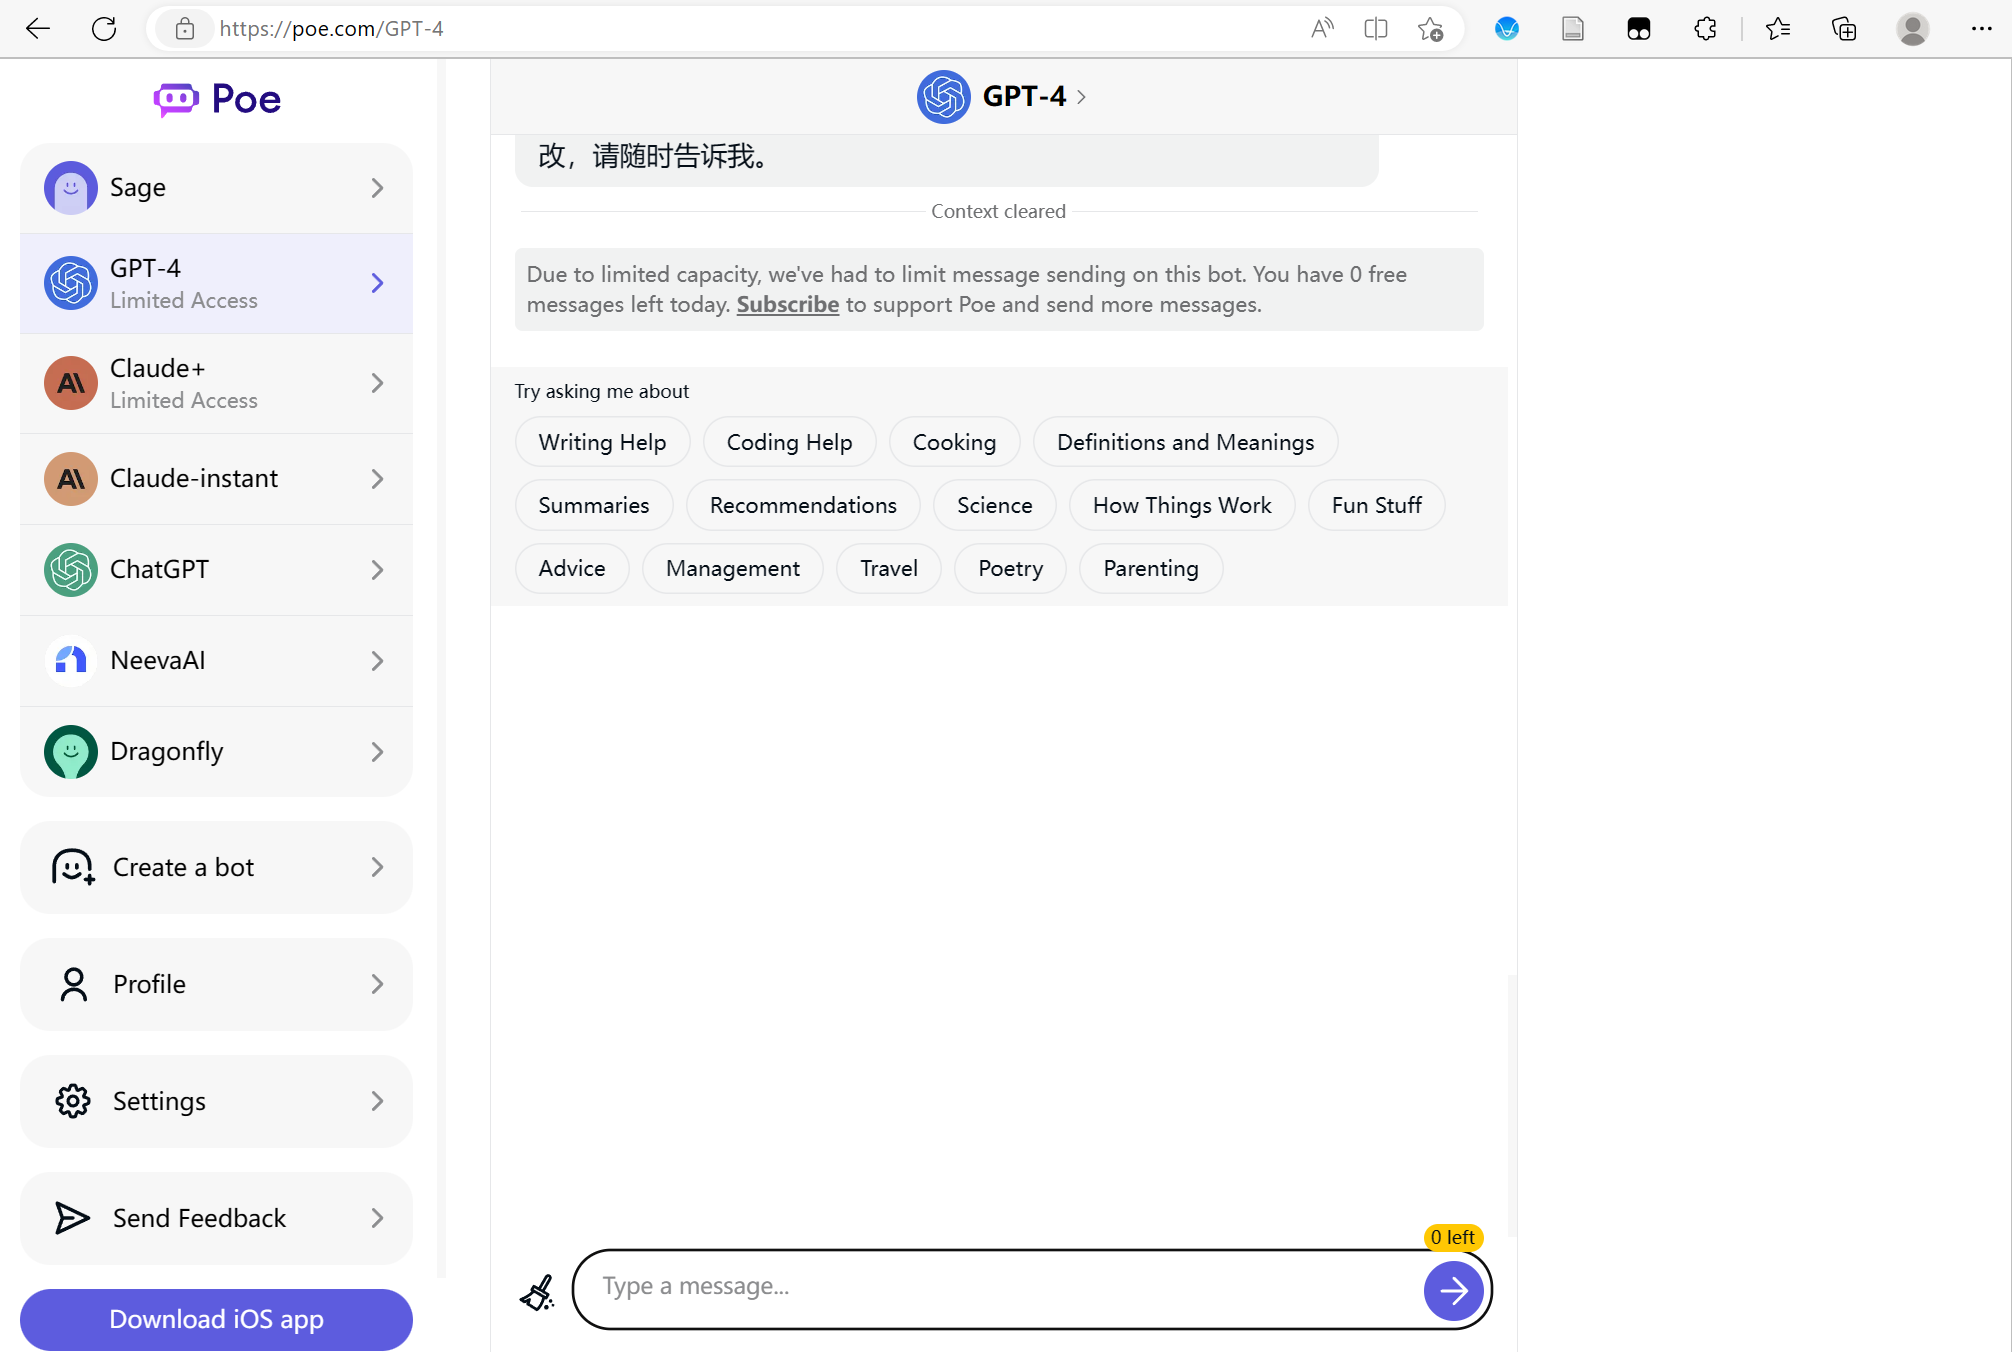 https://poe.com/GPT-4
Poe
Sage
GPT-4
Limited Access
Claude+
Limited Access
Claude-instant
ChatGPT
NeevaAI
Dragonfly
Create a bot
Profile
Settings
Send Feedback
Download iOS app
GPT-4
改，请随时告诉我。
Context cleared
Due to limited capacity, we've had to limit message sending on this bot. You have 0 free
messages left today. Subscribe to support Poe and send more messages.
Try asking me about
Writing Help Coding Help Cooking Definitions and Meanings
Summaries Recommendations Science How Things Work Fun Stuff
Advice Management Travel Poetry Parenting
0 left
Type a message...